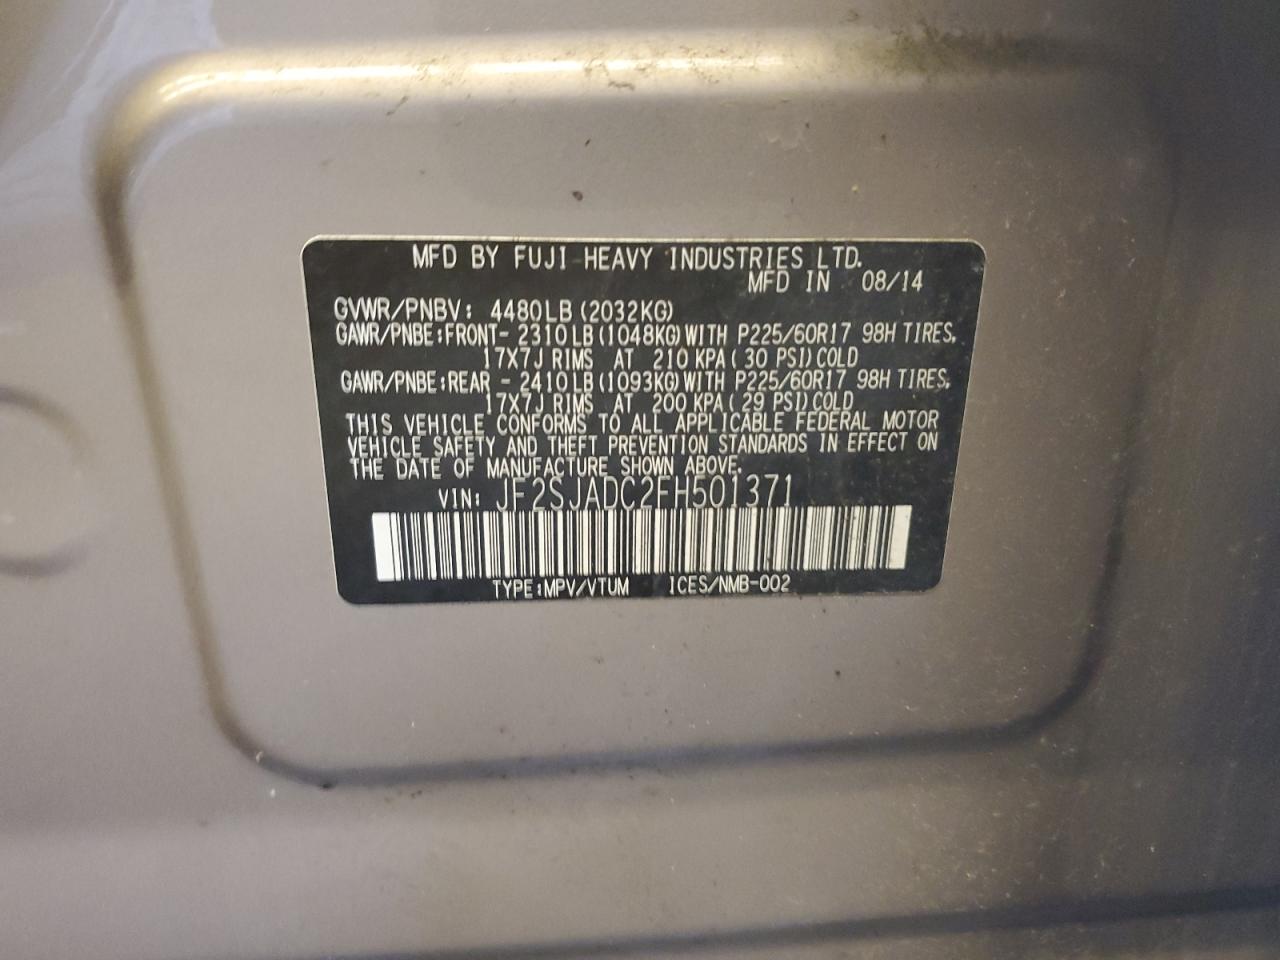 MFD BY FUJI HEAVY INDUSTRIES LTD.
MFD IN 08/14
GVWR/PNBV: 4480LB (2032KG)
GAWR/PNBE:FRONT- 2310LB(1048KG)WITH P225/60R17 98H TIRES,
17X7J RIMS AT 210 KPA( 30 PSI)COLD
GAWR/PNBE:REAR - 2410LB(1093KG)WITH P225/60R17 98H TIRES,
17X7J RIMS AT 200 KPA( 29 PSI)COLD
THIS VEHICLE CONFORMS TO ALL APPLICABLE FEDERAL MOTOR
VEHICLE SAFETY AND THEFT PREVENTION STANDARDS IN EFFECT ON
THE DATE OF MANUFACTURE SHOWN ABOVE.
VIN: JF2SJADC2FH501371
TYPE:MPV/VTUM ICES/NMB-002